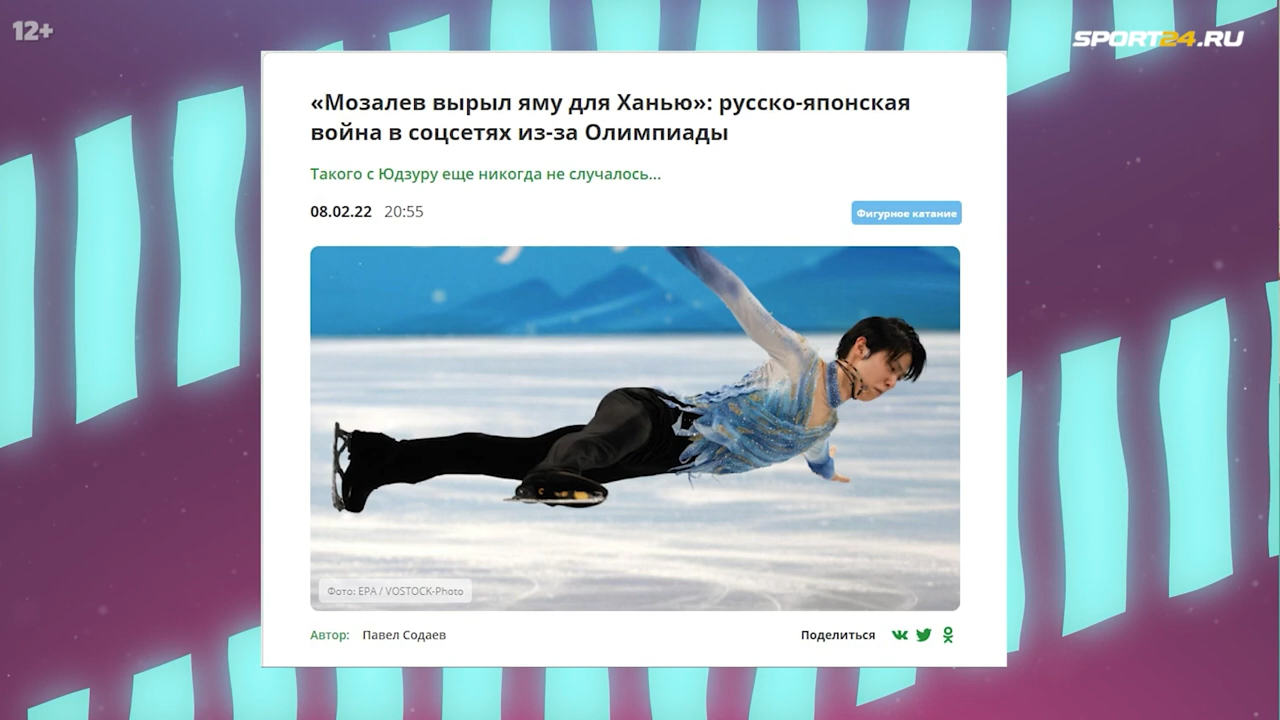 12+
SPORT24.RU
«Мозалев вырыл яму для Ханью»: русско-японская
война в соцсетях из-за Олимпиады
Такого с Юдзуру еще никогда не случалось...
08.02.22 20:55
Фигурное катание
Фото: EPA / VOSTOCK-Photo
Автор: Павел Содаев
Поделиться